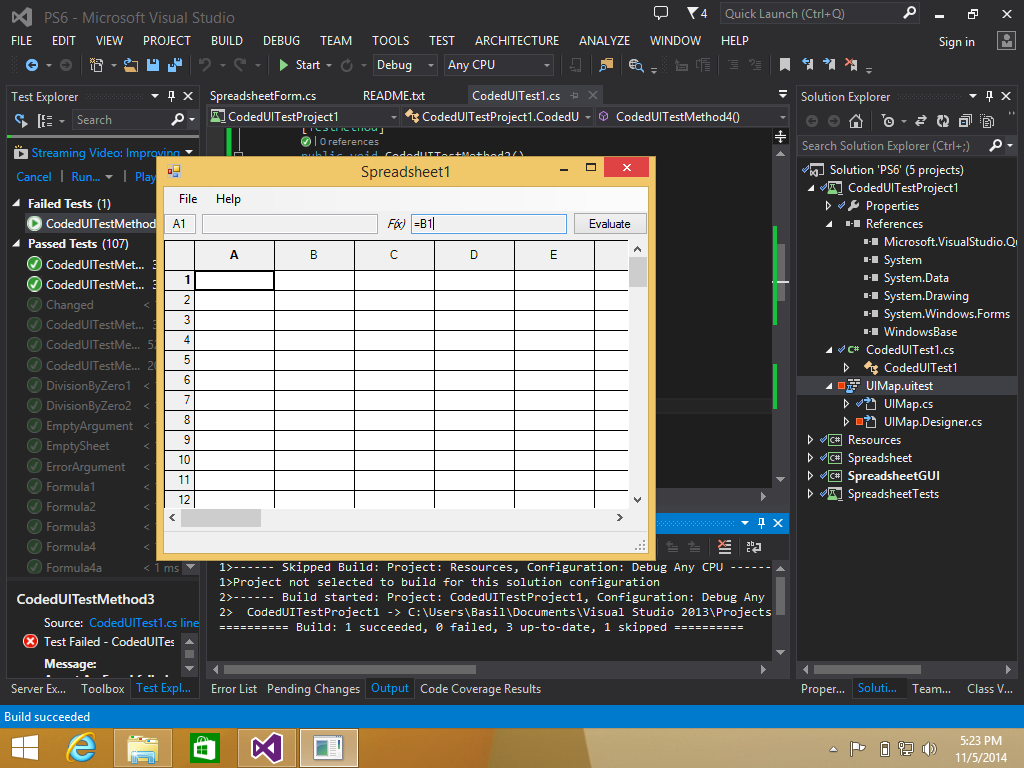 PS6 - Microsoft Visual Studio
4
Quick Launch (Ctrl+Q)
FILE EDIT VIEW PROJECT BUILD DEBUG TEAM TOOLS TEST ARCHITECTURE ANALYZE WINDOW HELP
Sign in
Start Debug Any CPU
Test Explorer
Search
Streaming Video: Improving
Cancel Run... Play
Failed Tests (1)
CodedUITestMethod
Passed Tests (107)
CodedUITestMet...
CodedUITestMet...
Changed <
CodedUITestMet...
CodedUITestMe...
CodedUITestMe...
DivisionByZero1 <
DivisionByZero2 <
EmptyArgument <
EmptySheet <
ErrorArgument <
Formula1 <
Formula2 <
Formula3 <
Formula4 <
Formula4a < 1 ms
CodedUITestMethod3
Source: CodedUITest1.cs line
Test Failed - CodedUITes
Message:
Server Ex... Toolbox Test Expl...
SpreadsheetForm.cs README.txt CodedUITest1.cs
CodedUITestProject1 CodedUITestProject1.CodedU CodedUITestMethod4()
[TestMethod]
0 references
public void CodedUITestMethod2()
Spreadsheet1
File Help
A1 F(x) =B1 Evaluate
A B C D E
1
2
3
4
5
6
7
8
9
10
11
12
1>------ Skipped Build: Project: Resources, Configuration: Debug Any CPU ------
1>Project not selected to build for this solution configuration
2>------ Build started: Project: CodedUITestProject1, Configuration: Debug Any
2> CodedUITestProject1 -> C:\Users\Basil\Documents\Visual Studio 2013\Projects
========== Build: 1 succeeded, 0 failed, 3 up-to-date, 1 skipped ==========
Error List Pending Changes Output Code Coverage Results
Solution Explorer
Search Solution Explorer (Ctrl+;)
Solution 'PS6' (5 projects)
CodedUITestProject1
Properties
References
Microsoft.VisualStudio.Qu
System
System.Data
System.Drawing
System.Windows.Forms
WindowsBase
CodedUITest1.cs
CodedUITest1
UIMap.uitest
UIMap.cs
UIMap.Designer.cs
Resources
Spreadsheet
SpreadsheetGUI
SpreadsheetTests
Proper... Soluti... Team... Class V...
Build succeeded
5:23 PM
11/5/2014